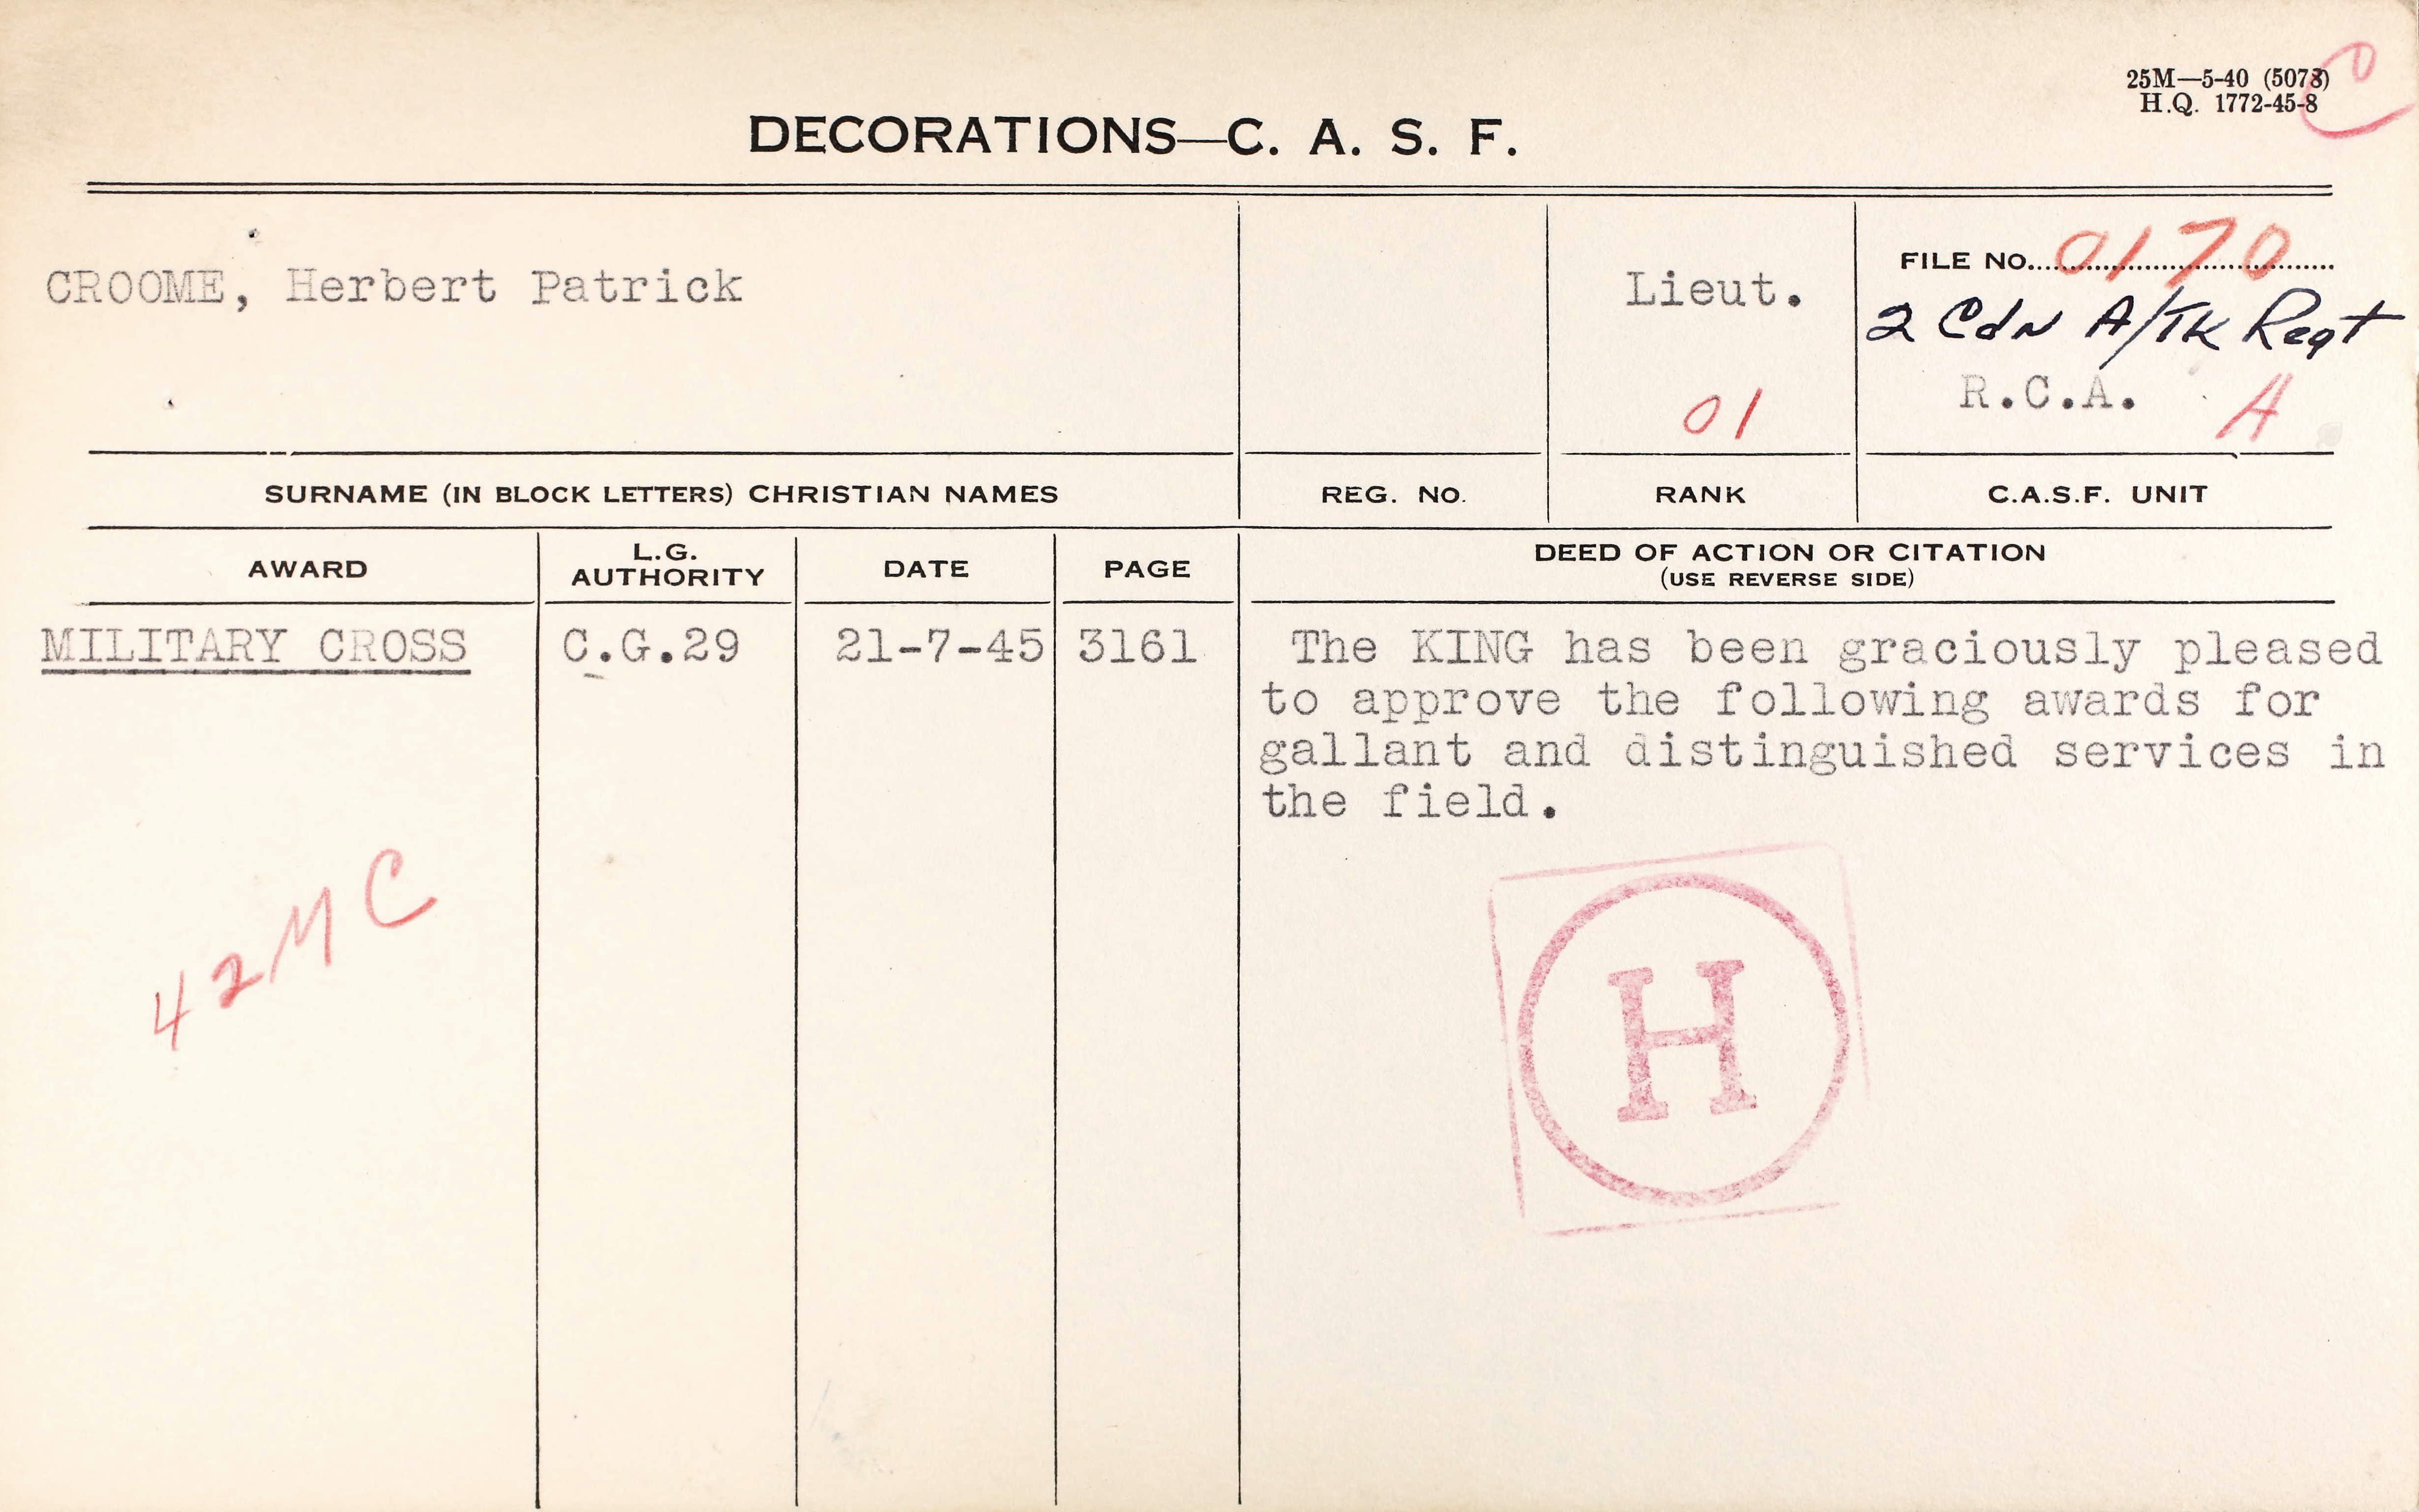 25M—5-40 (5078)
H.Q. 1772-45-8
C
DECORATIONS—C. A. S. F.
CROOME, Herbert Patrick
Lieut.
01
FILE NO. 0170
2 Cdn A/TK Regt
R.C.A. A
SURNAME (IN BLOCK LETTERS) CHRISTIAN NAMES
REG. NO.
RANK
C.A.S.F. UNIT
AWARD
L.G.
AUTHORITY
DATE
PAGE
DEED OF ACTION OR CITATION
(USE REVERSE SIDE)
MILITARY CROSS
C.G.29
21-7-45
3161
The KING has been graciously pleased
to approve the following awards for
gallant and distinguished services in
the field.
42 MC
H